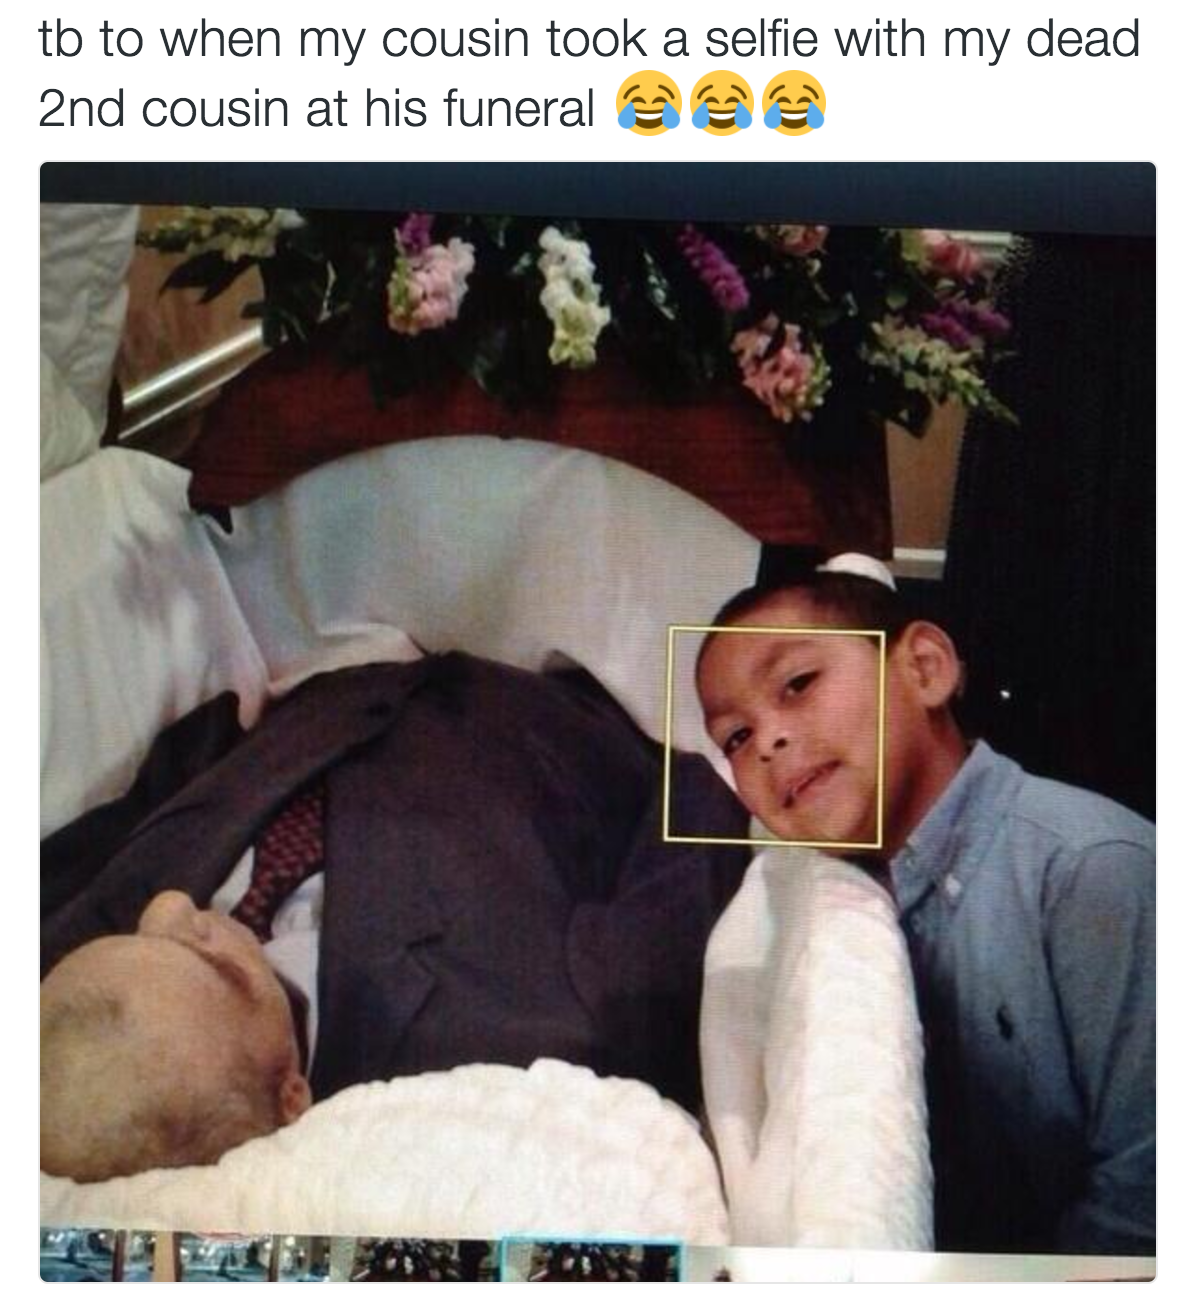 tb to when my cousin took a selfie with my dead
2nd cousin at his funeral 😂😂😂